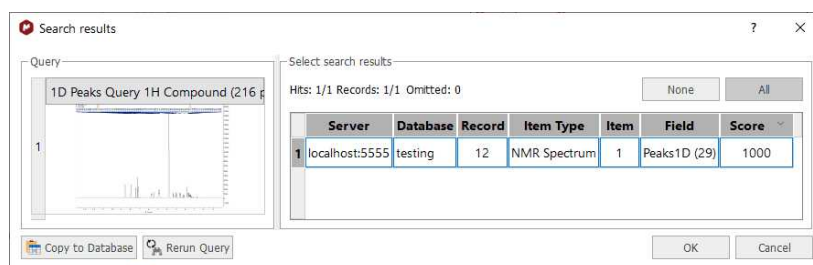 Search results
?
Query
1D Peaks Query 1H Compound (216 p
1
Select search results
Hits: 1/1 Records: 1/1 Omitted: 0
None
All
Server Database Record Item Type Item Field Score
1 localhost:5555 testing 12 NMR Spectrum 1 Peaks1D (29) 1000
Copy to Database
Rerun Query
OK
Cancel